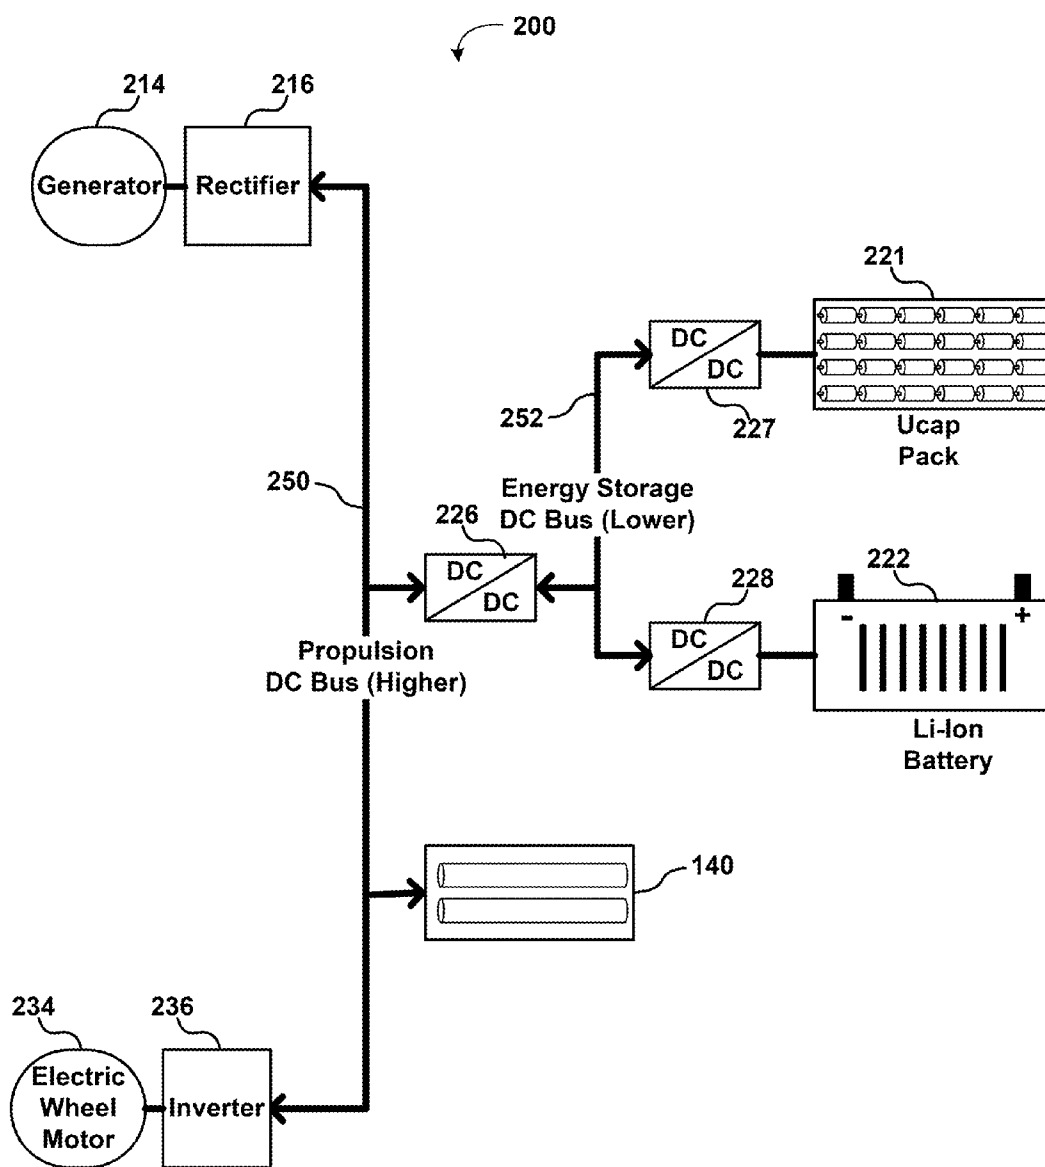 200
214
216
Generator
Rectifier
221
DC
DC
227
252
Ucap
Pack
250
Energy Storage
DC Bus (Lower)
226
DC
DC
228
DC
DC
222
-
+
Propulsion
DC Bus (Higher)
Li-Ion
Battery
140
234
236
Electric
Wheel
Motor
Inverter